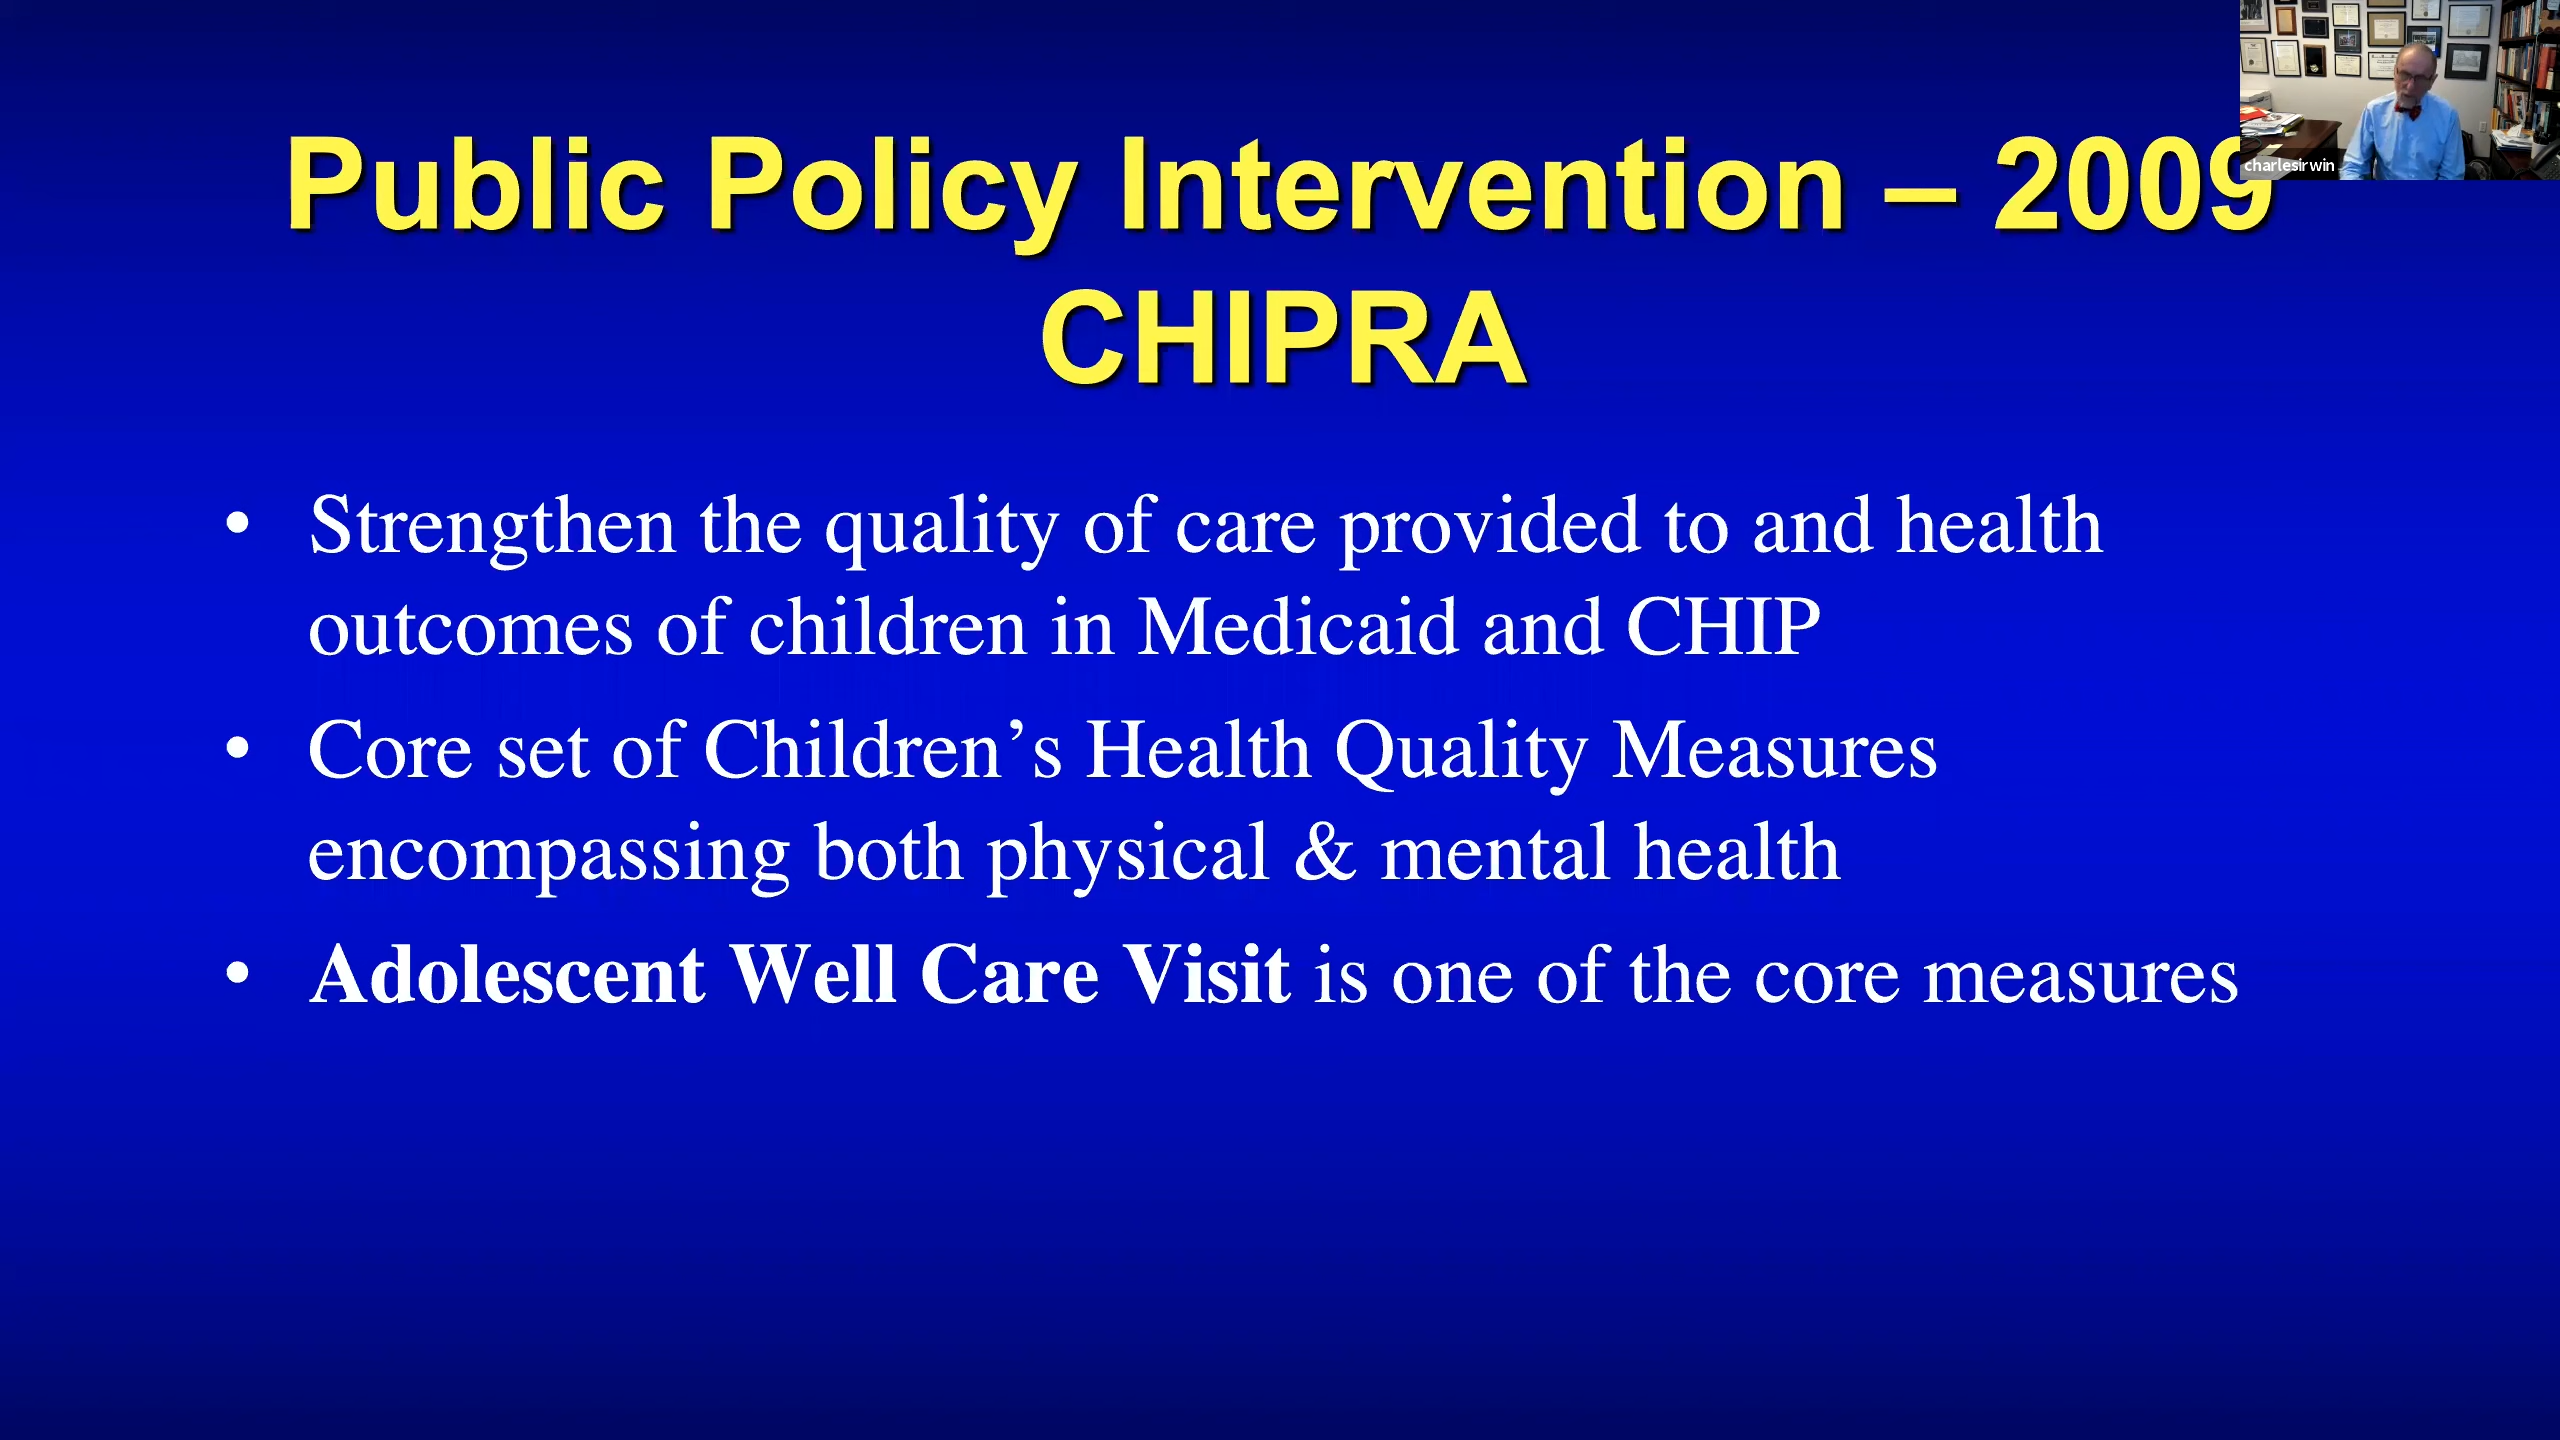 Public Policy Intervention – 2009
CHIPRA
charlesirwin
• Strengthen the quality of care provided to and health
outcomes of children in Medicaid and CHIP
• Core set of Children’s Health Quality Measures
encompassing both physical & mental health
• Adolescent Well Care Visit is one of the core measures